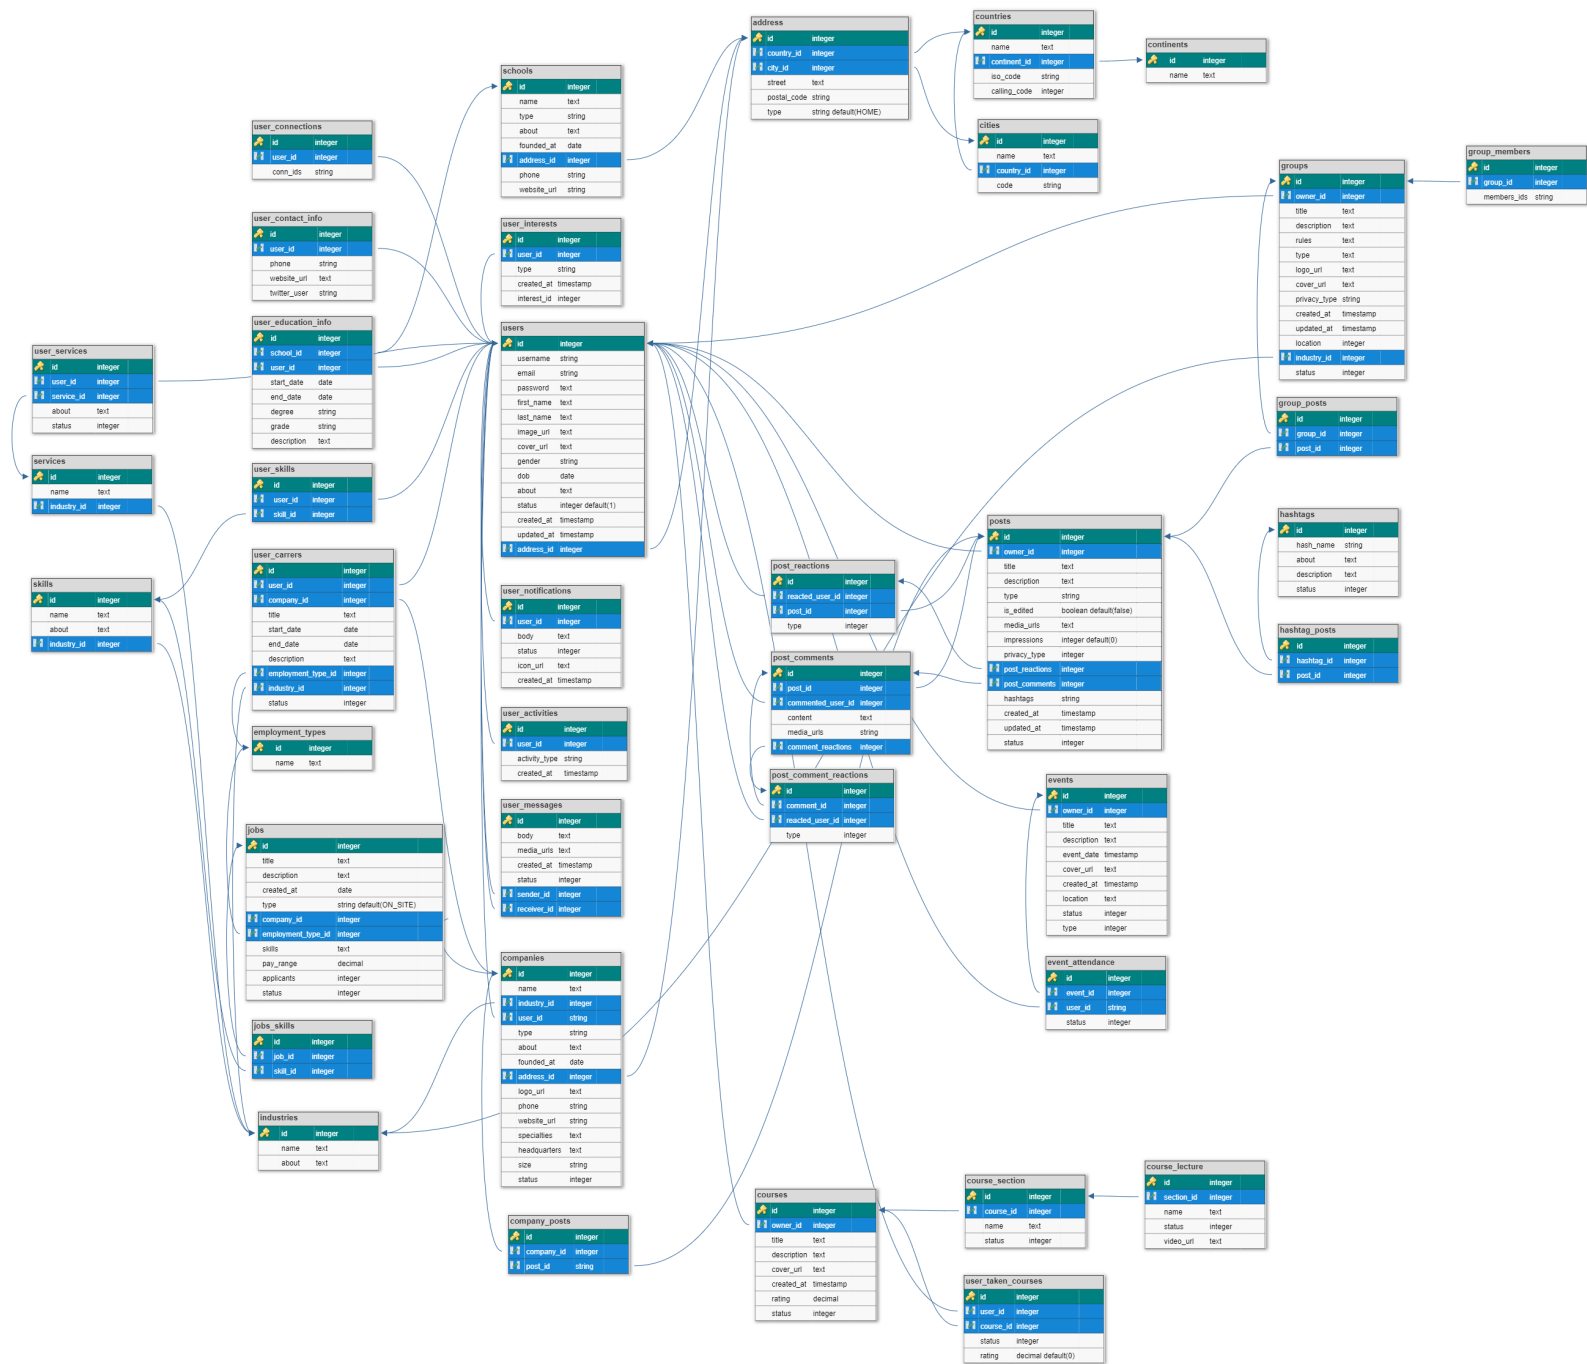 address
id integer
country_id integer
city_id integer
street text
postal_code string
type string default(HOME)
countries
id integer
name text
continent_id integer
iso_code string
calling_code integer
continents
id integer
name text
schools
id integer
name text
type string
about text
founded_at date
address_id integer
phone string
website_url string
cities
id integer
name text
country_id integer
code string
user_connections
id integer
user_id integer
conn_ids string
group_members
id integer
group_id integer
members_ids string
groups
id integer
owner_id integer
title text
description text
rules text
type text
logo_url text
cover_url text
privacy_type string
created_at timestamp
updated_at timestamp
location integer
industry_id integer
status integer
user_contact_info
id integer
user_id integer
phone string
website_url text
twitter_user string
user_interests
id integer
user_id integer
type string
created_at timestamp
interest_id integer
user_education_info
id integer
school_id integer
user_id integer
start_date date
end_date date
degree string
grade string
description text
users
id integer
username string
email string
password text
first_name text
last_name text
image_url text
cover_url text
gender string
dob date
about text
status integer default(1)
created_at timestamp
updated_at timestamp
address_id integer
user_services
id integer
user_id integer
service_id integer
about text
status integer
services
id integer
name text
industry_id integer
user_skills
id integer
user_id integer
skill_id integer
group_posts
id integer
group_id integer
post_id integer
hashtags
id integer
hash_name string
about text
description text
status integer
hashtag_posts
id integer
hashtag_id integer
post_id integer
posts
id integer
owner_id integer
title text
description text
type string
is_edited boolean default(false)
media_urls text
impressions integer default(0)
privacy_type integer
post_reactions integer
post_comments integer
hashtags string
created_at timestamp
updated_at timestamp
status integer
user_carrers
id integer
user_id integer
company_id integer
title text
start_date date
end_date date
description text
employment_type_id integer
industry_id integer
status integer
skills
id integer
name text
about text
industry_id integer
post_reactions
id integer
reacted_user_id integer
post_id integer
type integer
user_notifications
id integer
user_id integer
body text
status integer
icon_url text
created_at timestamp
post_comments
id integer
post_id integer
commented_user_id integer
content text
media_urls string
comment_reactions integer
user_activities
id integer
user_id integer
activity_type string
created_at timestamp
employment_types
id integer
name text
post_comment_reactions
id integer
comment_id integer
reacted_user_id integer
type integer
events
id integer
owner_id integer
title text
description text
event_date timestamp
cover_url text
created_at timestamp
location text
status integer
type integer
user_messages
id integer
body text
media_urls text
created_at timestamp
status integer
sender_id integer
receiver_id integer
jobs
id integer
title text
description text
created_at date
type string default(ON_SITE)
company_id integer
employment_type_id integer
skills text
pay_range decimal
applicants integer
status integer
companies
id integer
name text
industry_id integer
user_id string
type string
about text
founded_at date
address_id integer
logo_url text
phone string
website_url string
specialties text
headquarters text
size string
status integer
event_attendance
id integer
event_id integer
user_id string
status integer
jobs_skills
id integer
job_id integer
skill_id integer
industries
id integer
name text
about text
company_posts
id integer
company_id integer
post_id string
courses
id integer
owner_id integer
title text
description text
cover_url text
created_at timestamp
rating decimal
status integer
course_section
id integer
course_id integer
name text
status integer
course_lecture
id integer
section_id integer
name text
status integer
video_url text
user_taken_courses
id integer
user_id integer
course_id integer
status integer
rating decimal default(0)